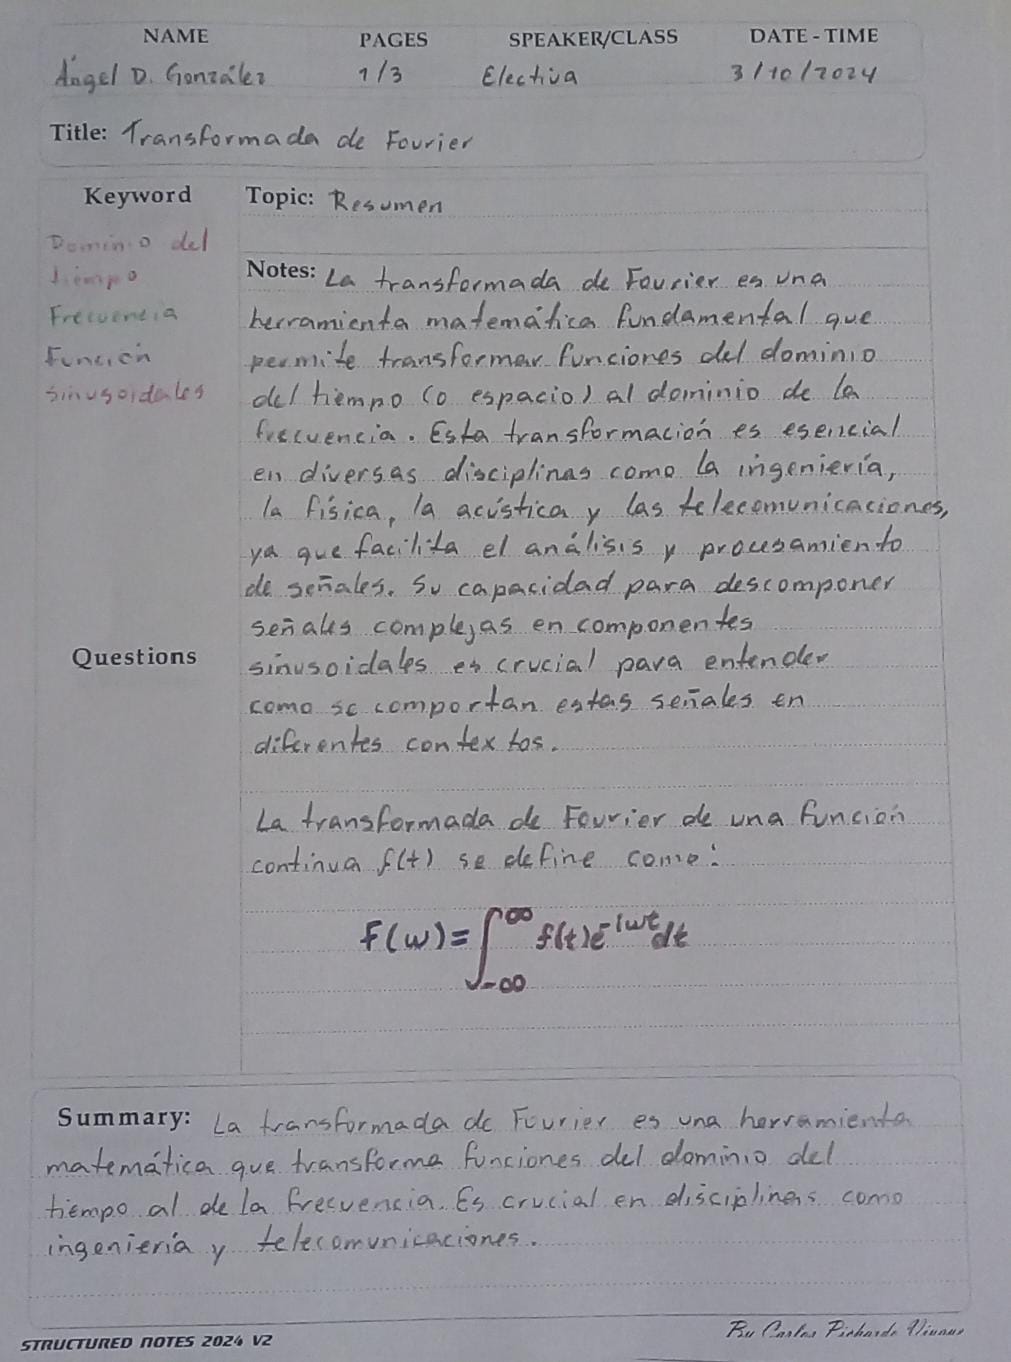 NAME PAGES SPEAKER/CLASS DATE - TIME
Ángel D. González 1/3 Electiva 3/10/2024
Title: Transformada de Fourier
Keyword
Dominio del
tiempo
Frecuencia
Función
Sinusoidales
Questions
Topic: Resumen
Notes: La transformada de Fourier es una
herramienta matemática fundamental que
permite transformar funciones del dominio
del tiempo (o espacio) al dominio de la
frecuencia. Esta transformación es esencial
en diversas disciplinas como la ingeniería,
la física, la acústica y las telecomunicaciones,
ya que facilita el análisis y procesamiento
de señales. Su capacidad para descomponer
señales complejas en componentes
sinusoidales es crucial para entender
como se comportan estas señales en
diferentes contextos.
La transformada de Fourier de una función
continua f(t) se define como:
F(w)=∫_{-∞}^{∞} f(t)e^{-iwt}dt
Summary: La transformada de Fourier es una herramienta
matemática que transforma funciones del dominio del
tiempo al de la frecuencia. Es crucial en disciplinas como
ingeniería y telecomunicaciones.
STRUCTURED NOTES 2024 V2
By Carlos Pichardo Viuque